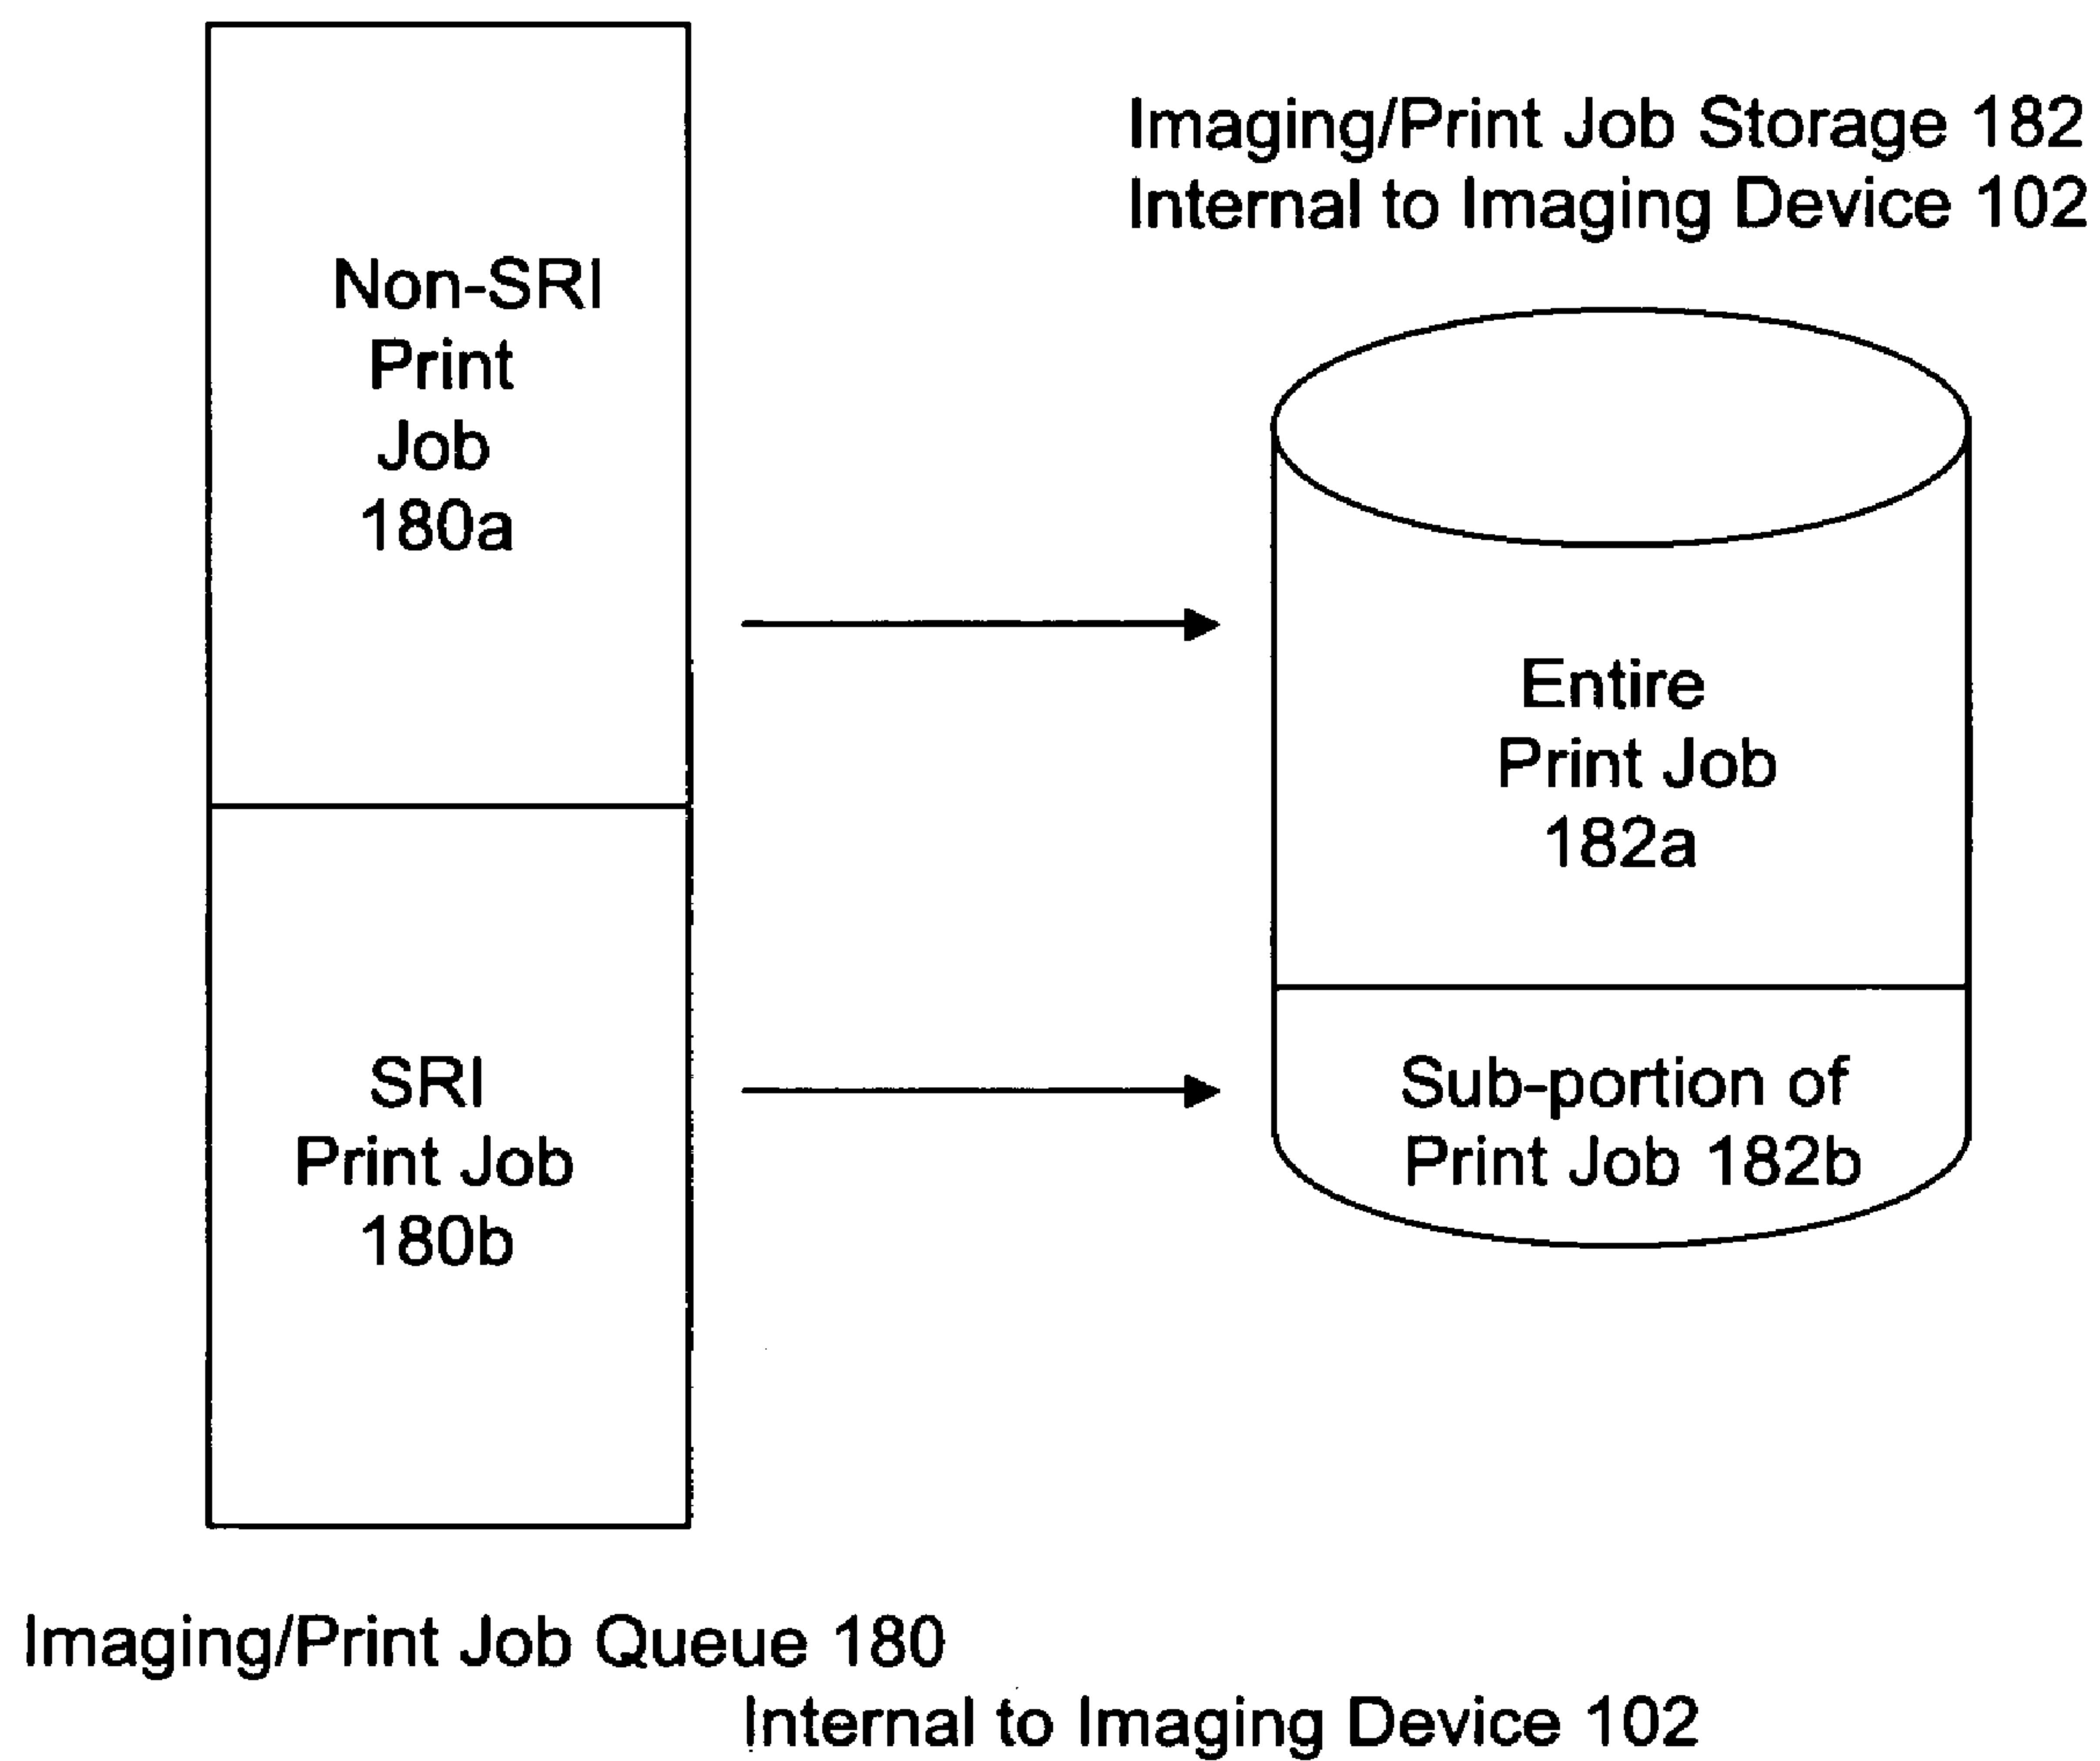 Imaging/Print Job Storage 182
Internal to Imaging Device 102
Non-SRI
Print
Job
180a
Entire
Print Job
182a
SRI
Print Job
180b
Sub-portion of
Print Job 182b
Imaging/Print Job Queue 180
Internal to Imaging Device 102